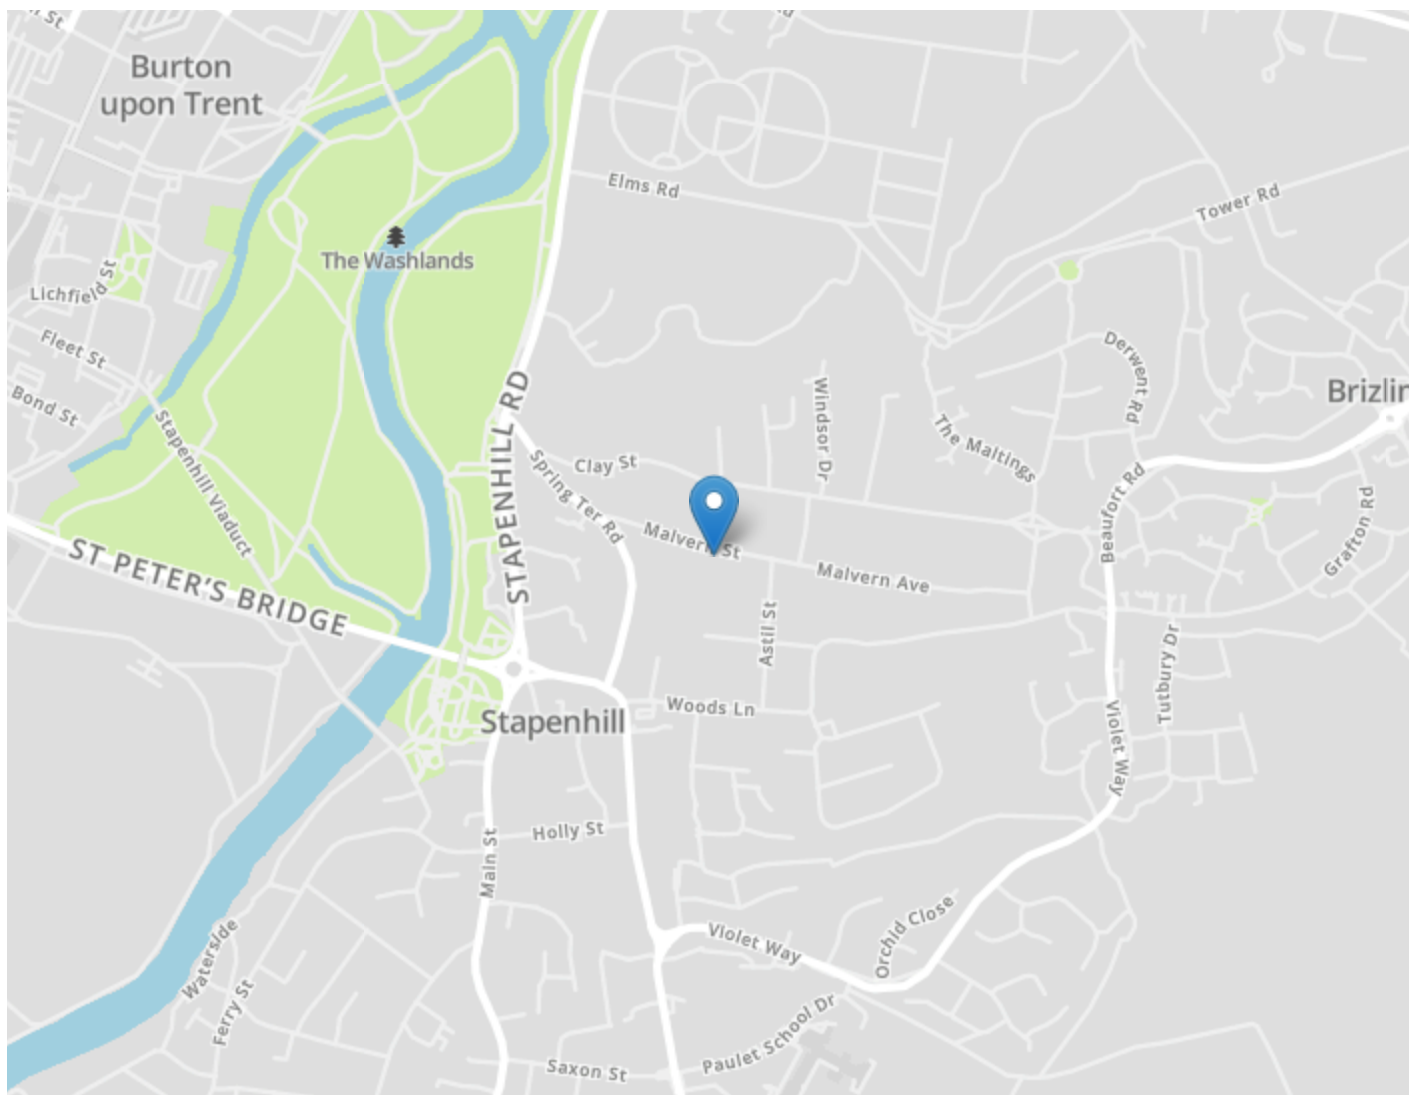 Burton
upon Trent
Elms Rd
Tower Rd
The Washlands
Lichfield St
Fleet St
Bond St
Derwent Rd
Brizlin
STAPENHILL RD
Windsor Dr
The Maltings
Stapenhill Viaduct
Clay St
Spring Ter Rd
Beaufort Rd
Grafton Rd
Malvern St
ST PETER'S BRIDGE
Malvern Ave
Astil St
Tutbury Dr
Woods Ln
Stapenhill
Violet Way
Holly St
Main St
Orchid Close
Violet Way
Waterside
Ferry St
Paulet School Dr
Saxon St